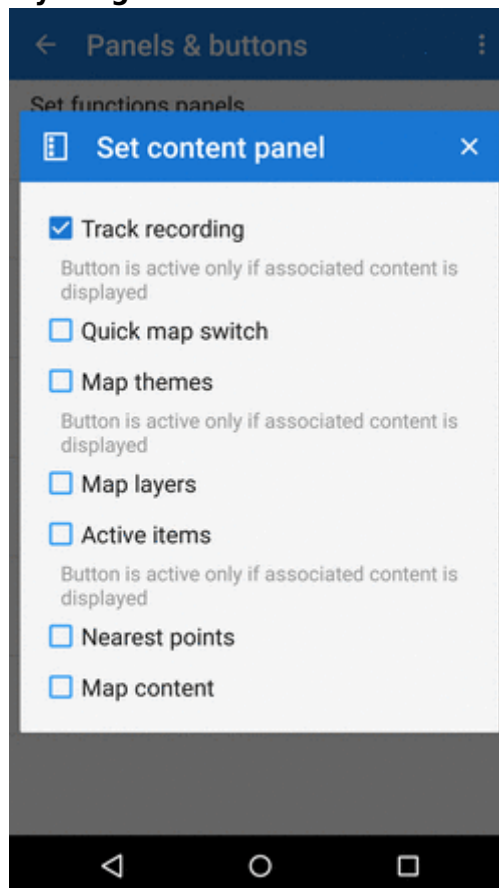 Panels & buttons
Set functions panels
Set content panel
Track recording
Button is active only if associated content is
displayed
Quick map switch
Map themes
Button is active only if associated content is
displayed
Map layers
Active items
Button is active only if associated content is
displayed
Nearest points
Map content